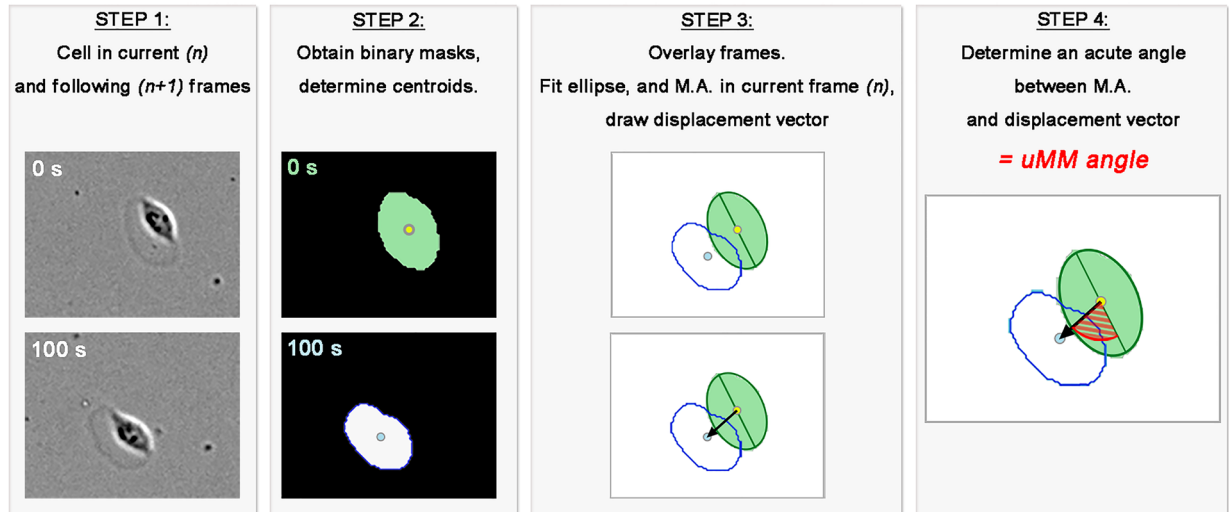 STEP 1:
Cell in current (n)
and following (n+1) frames
0 s
100 s
STEP 2:
Obtain binary masks,
determine centroids.
0 s
100 s
STEP 3:
Overlay frames.
Fit ellipse, and M.A. in current frame (n),
draw displacement vector
STEP 4:
Determine an acute angle
between M.A.
and displacement vector
= uMM angle